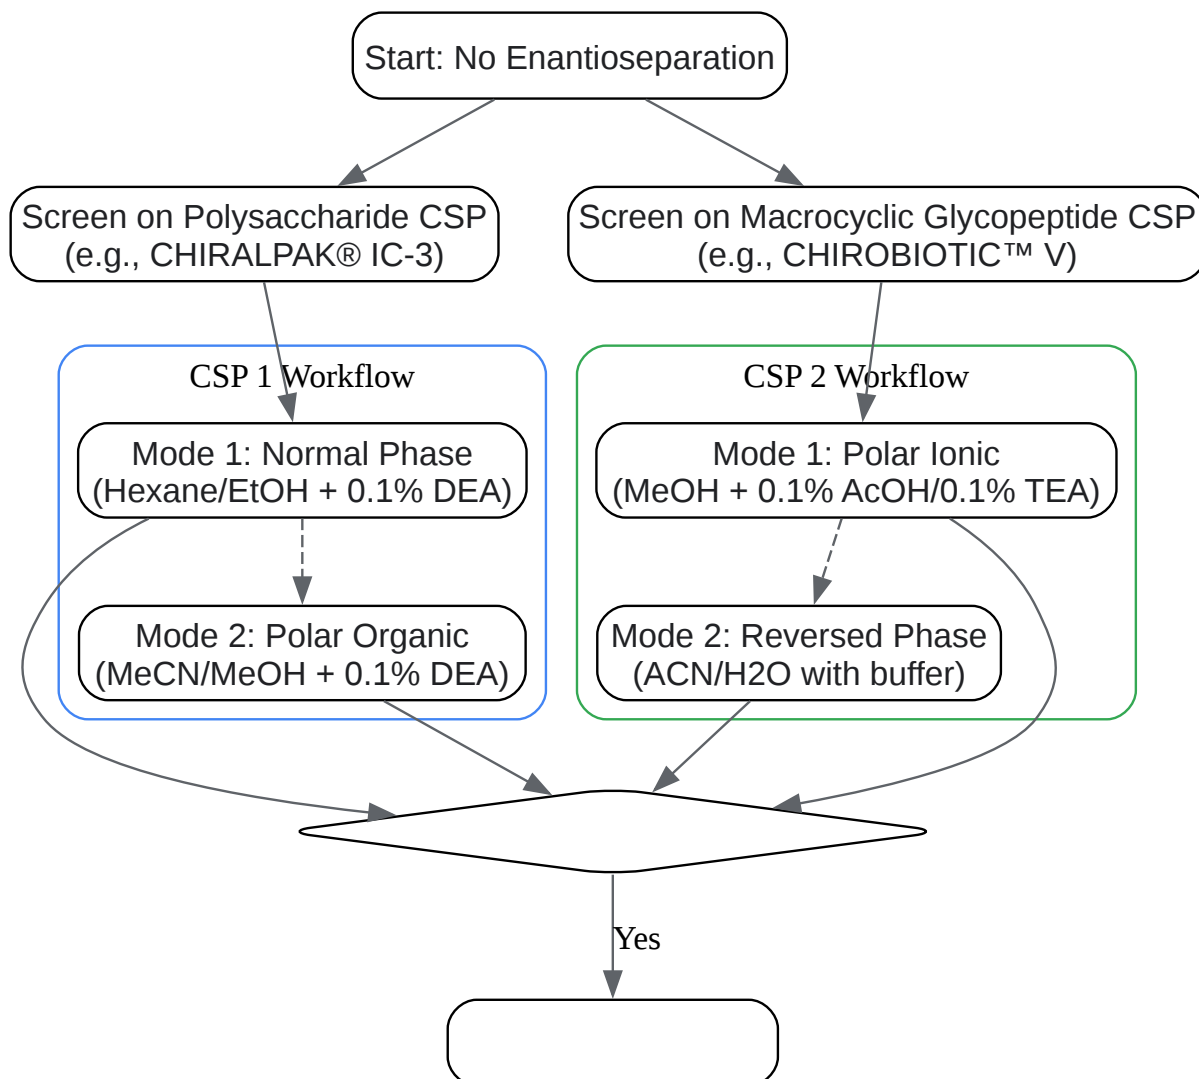 Start: No Enantioseparation
Screen on Polysaccharide CSP
(e.g., CHIRALPAK® IC-3)
Screen on Macrocyclic Glycopeptide CSP
(e.g., CHIROBIOTIC™ V)
CSP 1 Workflow
Mode 1: Normal Phase
(Hexane/EtOH + 0.1% DEA)
Mode 2: Polar Organic
(MeCN/MeOH + 0.1% DEA)
CSP 2 Workflow
Mode 1: Polar Ionic
(MeOH + 0.1% AcOH/0.1% TEA)
Mode 2: Reversed Phase
(ACN/H2O with buffer)
Yes